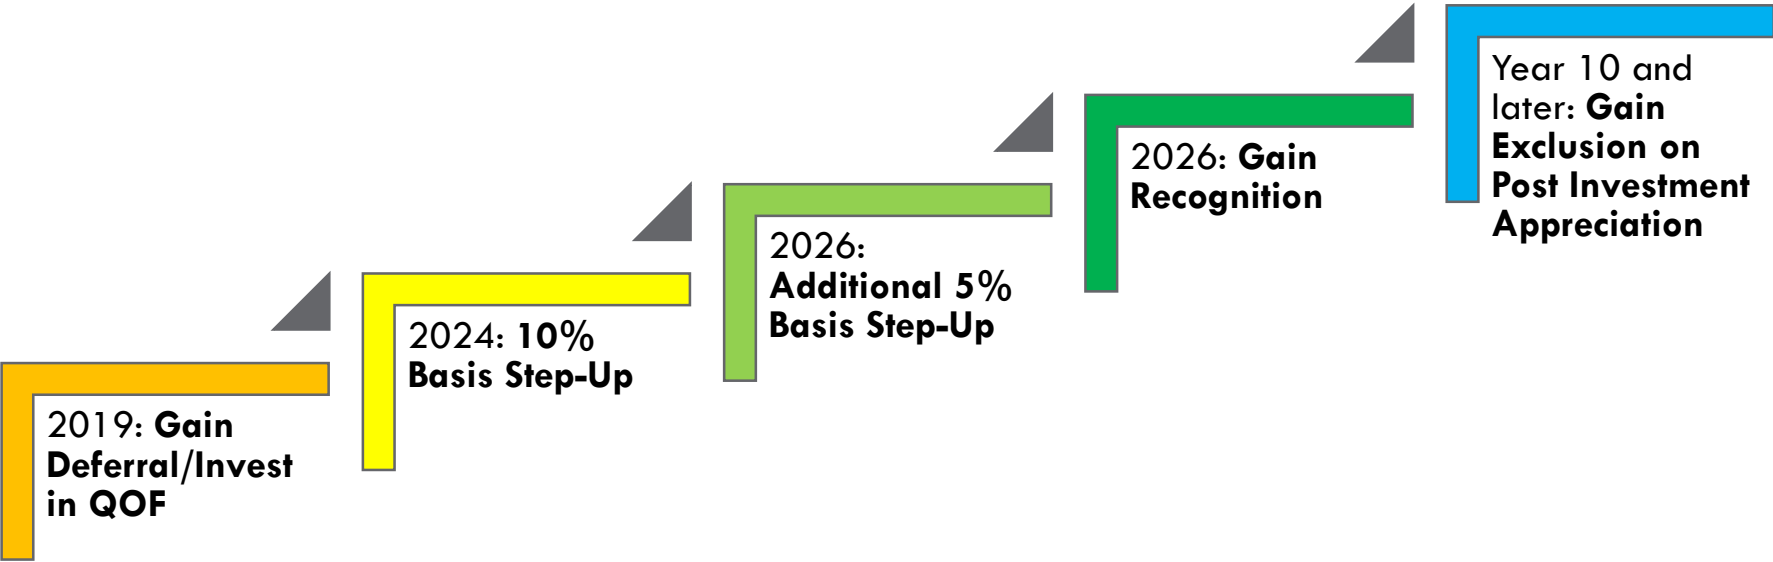 2019: Gain
Deferral/Invest
in QOF
2024: 10%
Basis Step-Up
2026:
Additional 5%
Basis Step-Up
2026: Gain
Recognition
Year 10 and
later: Gain
Exclusion on
Post Investment
Appreciation